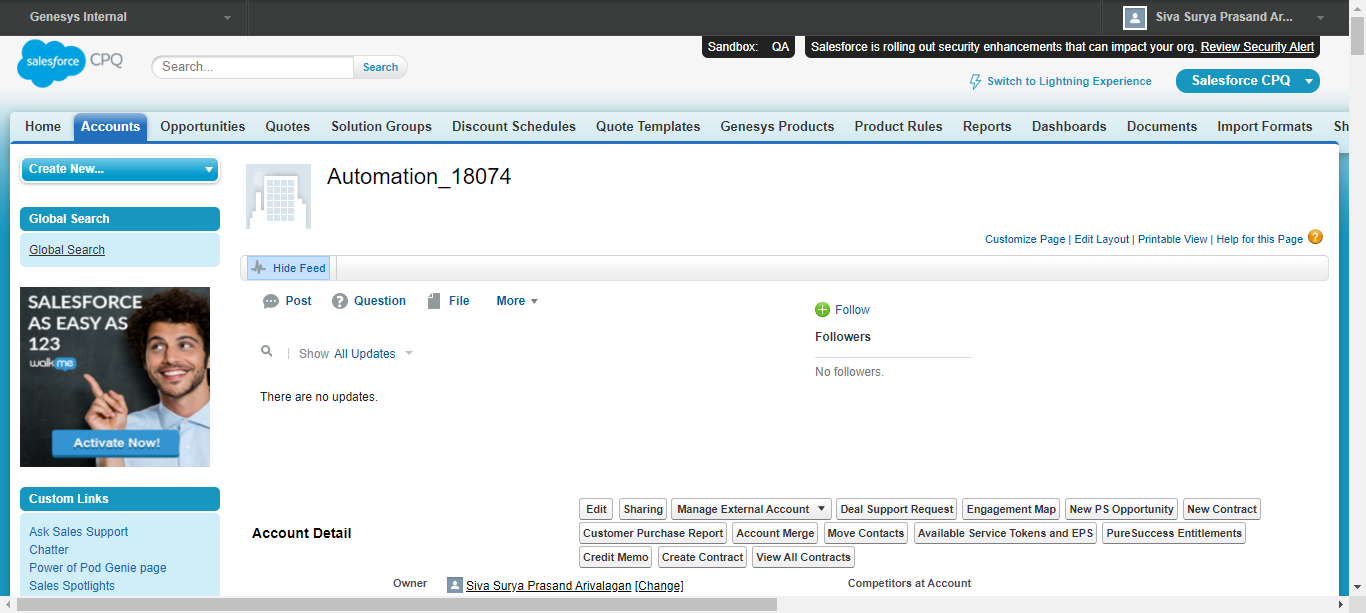 Genesys Internal
Siva Surya Prasand Ar...
salesforce CPQ
Search...
Search
Sandbox: QA
Salesforce is rolling out security enhancements that can impact your org. Review Security Alert
Switch to Lightning Experience
Salesforce CPQ
Home Accounts Opportunities Quotes Solution Groups Discount Schedules Quote Templates Genesys Products Product Rules Reports Dashboards Documents Import Formats Sh
Create New...
Global Search
Global Search
SALESFORCE
AS EASY AS
123
walkme
Activate Now!
Custom Links
Ask Sales Support
Chatter
Power of Pod Genie page
Sales Spotlights
Automation_18074
Customize Page | Edit Layout | Printable View | Help for this Page ?
Hide Feed
Post Question File More
Show All Updates
There are no updates.
Follow
Followers
No followers.
Account Detail
Edit Sharing Manage External Account Deal Support Request Engagement Map New PS Opportunity New Contract
Customer Purchase Report Account Merge Move Contacts Available Service Tokens and EPS PureSuccess Entitlements
Credit Memo Create Contract View All Contracts
Owner Siva Surya Prasand Arivalagan [Change] Competitors at Account